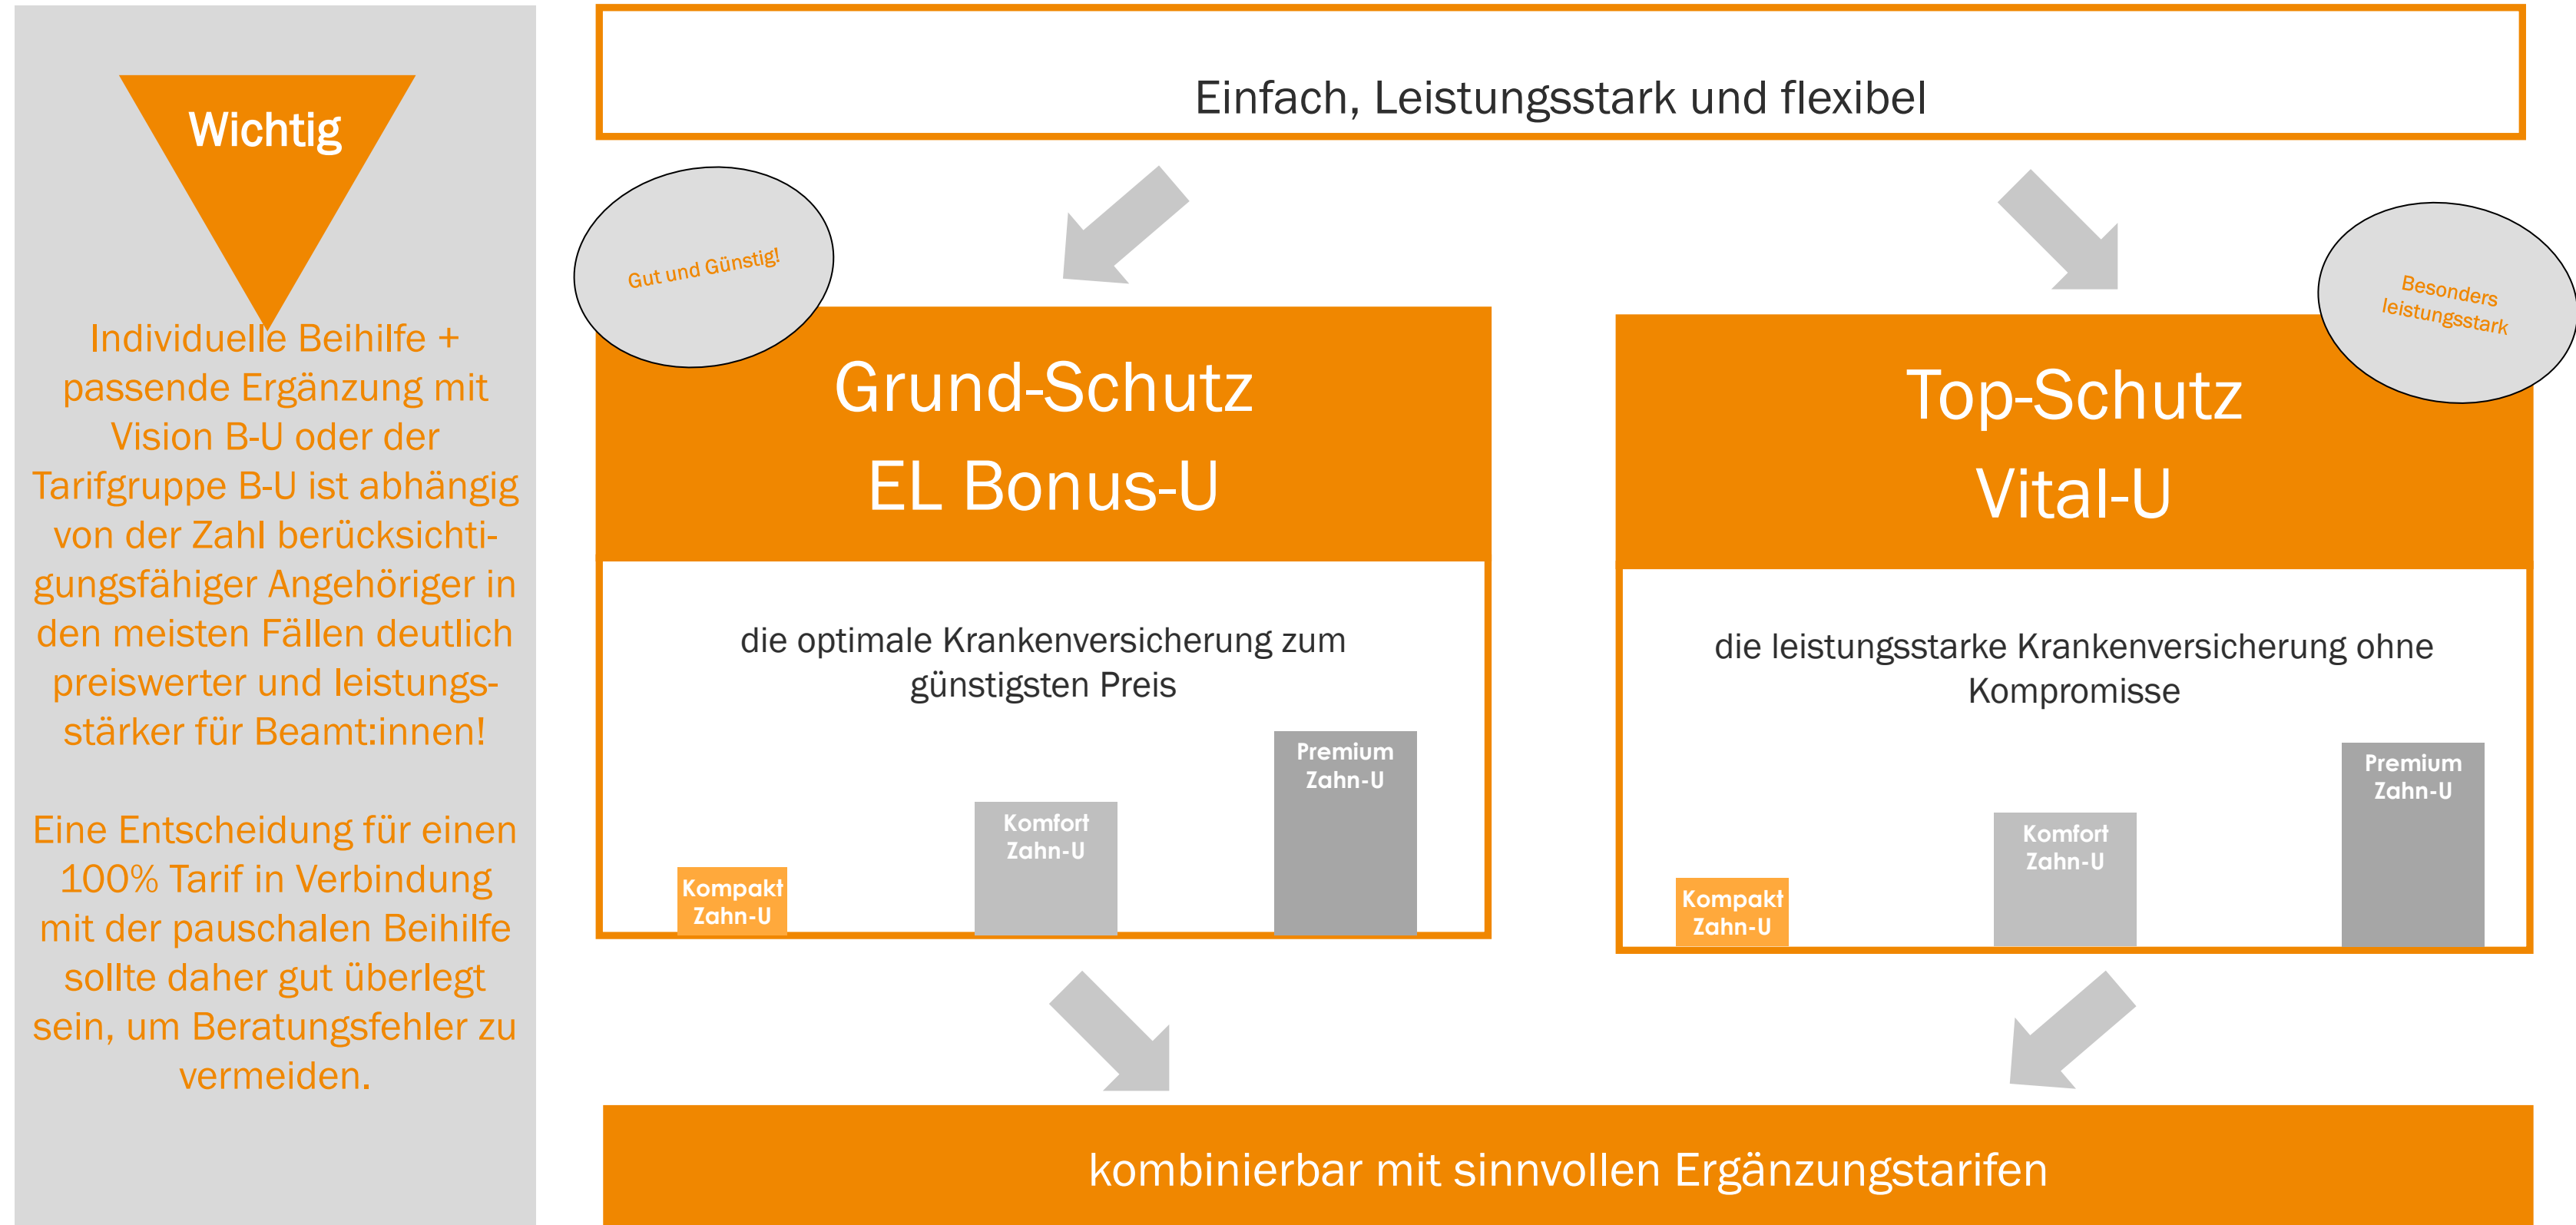 Wichtig
Individuelle Beihilfe +
passende Ergänzung mit
Vision B-U oder der
Tarifgruppe B-U ist abhängig
von der Zahl berücksichti-
gungsfähiger Angehöriger in
den meisten Fällen deutlich
preiswerter und leistungs-
stärker für Beamt:innen!
Eine Entscheidung für einen
100% Tarif in Verbindung
mit der pauschalen Beihilfe
sollte daher gut überlegt
sein, um Beratungsfehler zu
vermeiden.
Einfach, Leistungsstark und flexibel
Gut und Günstig!
Grund-Schutz
EL Bonus-U
die optimale Krankenversicherung zum
günstigsten Preis
Kompakt
Zahn-U
Komfort
Zahn-U
Premium
Zahn-U
Besonders
leistungsstark
Top-Schutz
Vital-U
die leistungsstarke Krankenversicherung ohne
Kompromisse
Kompakt
Zahn-U
Komfort
Zahn-U
Premium
Zahn-U
kombinierbar mit sinnvollen Ergänzungstarifen